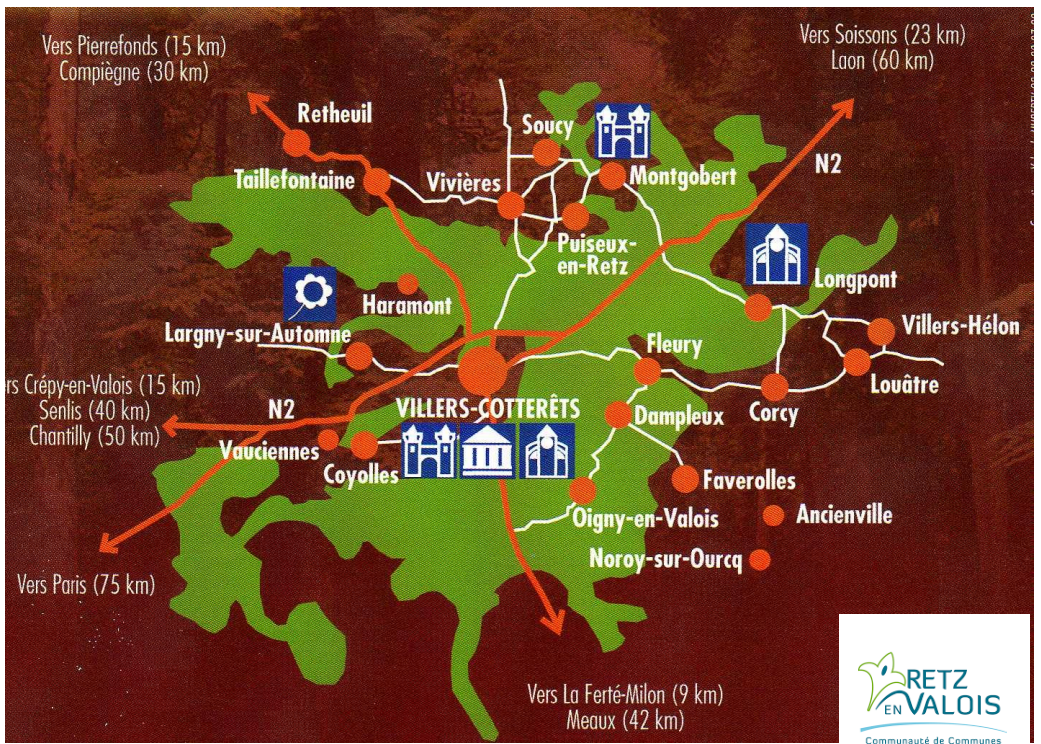 Vers Pierrefonds (15 km)
Compiègne (30 km)
Vers Soissons (23 km)
Laon (60 km)
Retheuil
Soucy
N2
Taillefontaine
Vivières
Montgobert
Puiseux-
en-Retz
Longpont
Haramont
Largny-sur-Automne
Villers-Hélon
Fleury
Louâtre
ers Crépy-en-Valois (15 km)
Senlis (40 km)
Chantilly (50 km)
N2
VILLERS-COTTERÊTS
Dampleux
Corcy
Vauciennes
Coyolles
Faverolles
Oigny-en-Valois
Ancienville
Noroy-sur-Ourcq
Vers Paris (75 km)
Vers La Ferté-Milon (9 km)
Meaux (42 km)
RETZ
EN VALOIS
Communauté de Communes